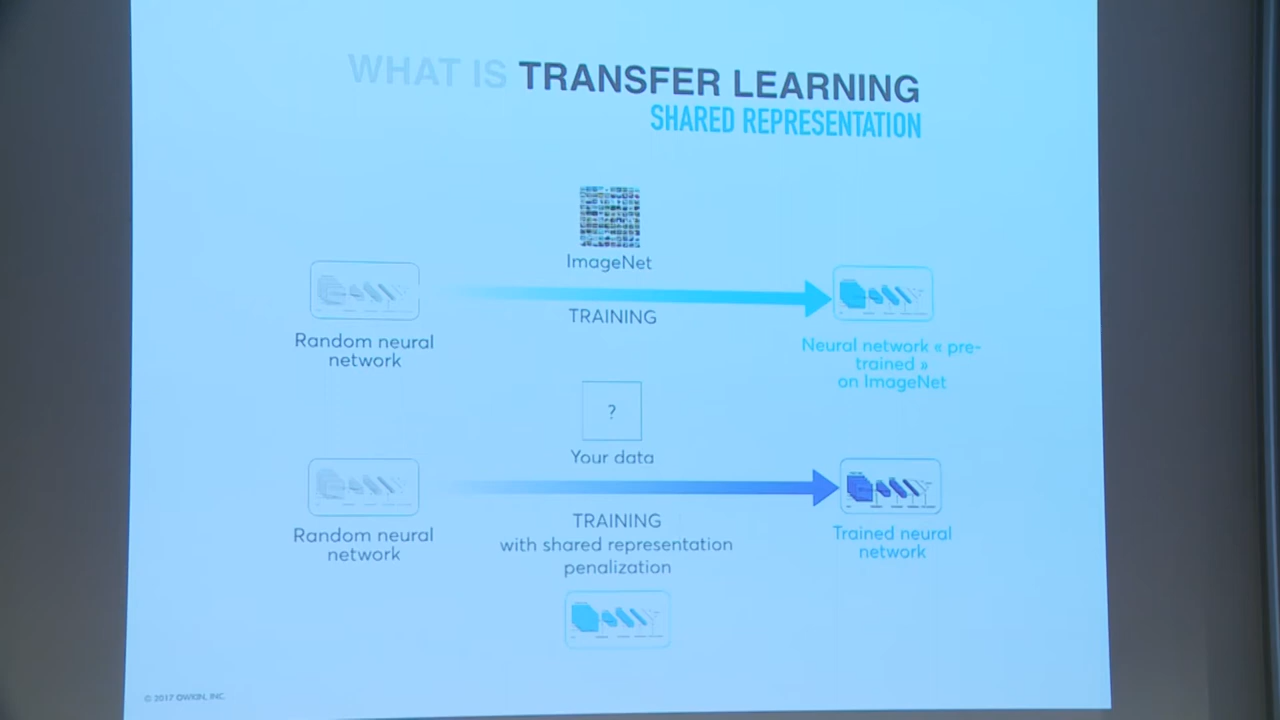 WHAT IS TRANSFER LEARNING
SHARED REPRESENTATION
ImageNet
TRAINING
Random neural
network
Neural network « pre-
trained »
on ImageNet
?
Your data
TRAINING
with shared representation
penalization
Random neural
network
Trained neural
network
© 2017 OWKIN, INC.